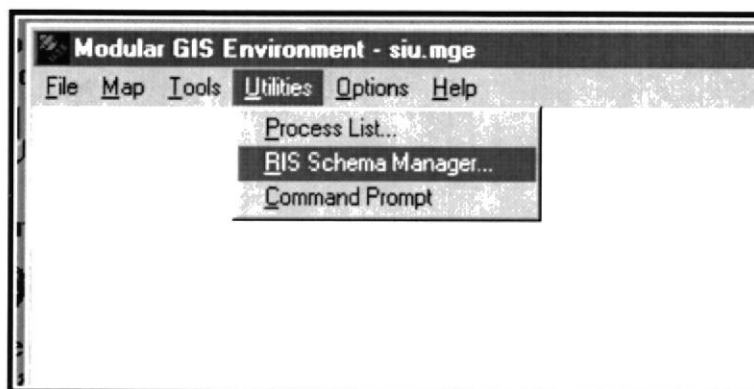 Modular GIS Environment - siu.mge
File Map Tools Utilities Options Help
Process List...
RIS Schema Manager...
Command Prompt